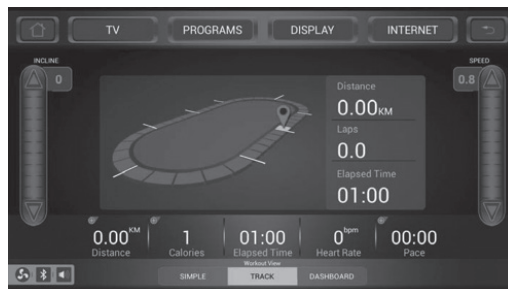 TV PROGRAMS DISPLAY INTERNET
INCLINE SPEED
0 0.8
Distance
0.00KM
Laps
0.0
Elapsed Time
01:00
0.00KM 1 01:00 0bpm 00:00
Distance Calories Elapsed Time Heart Rate Pace
Workout View
SIMPLE TRACK DASHBOARD